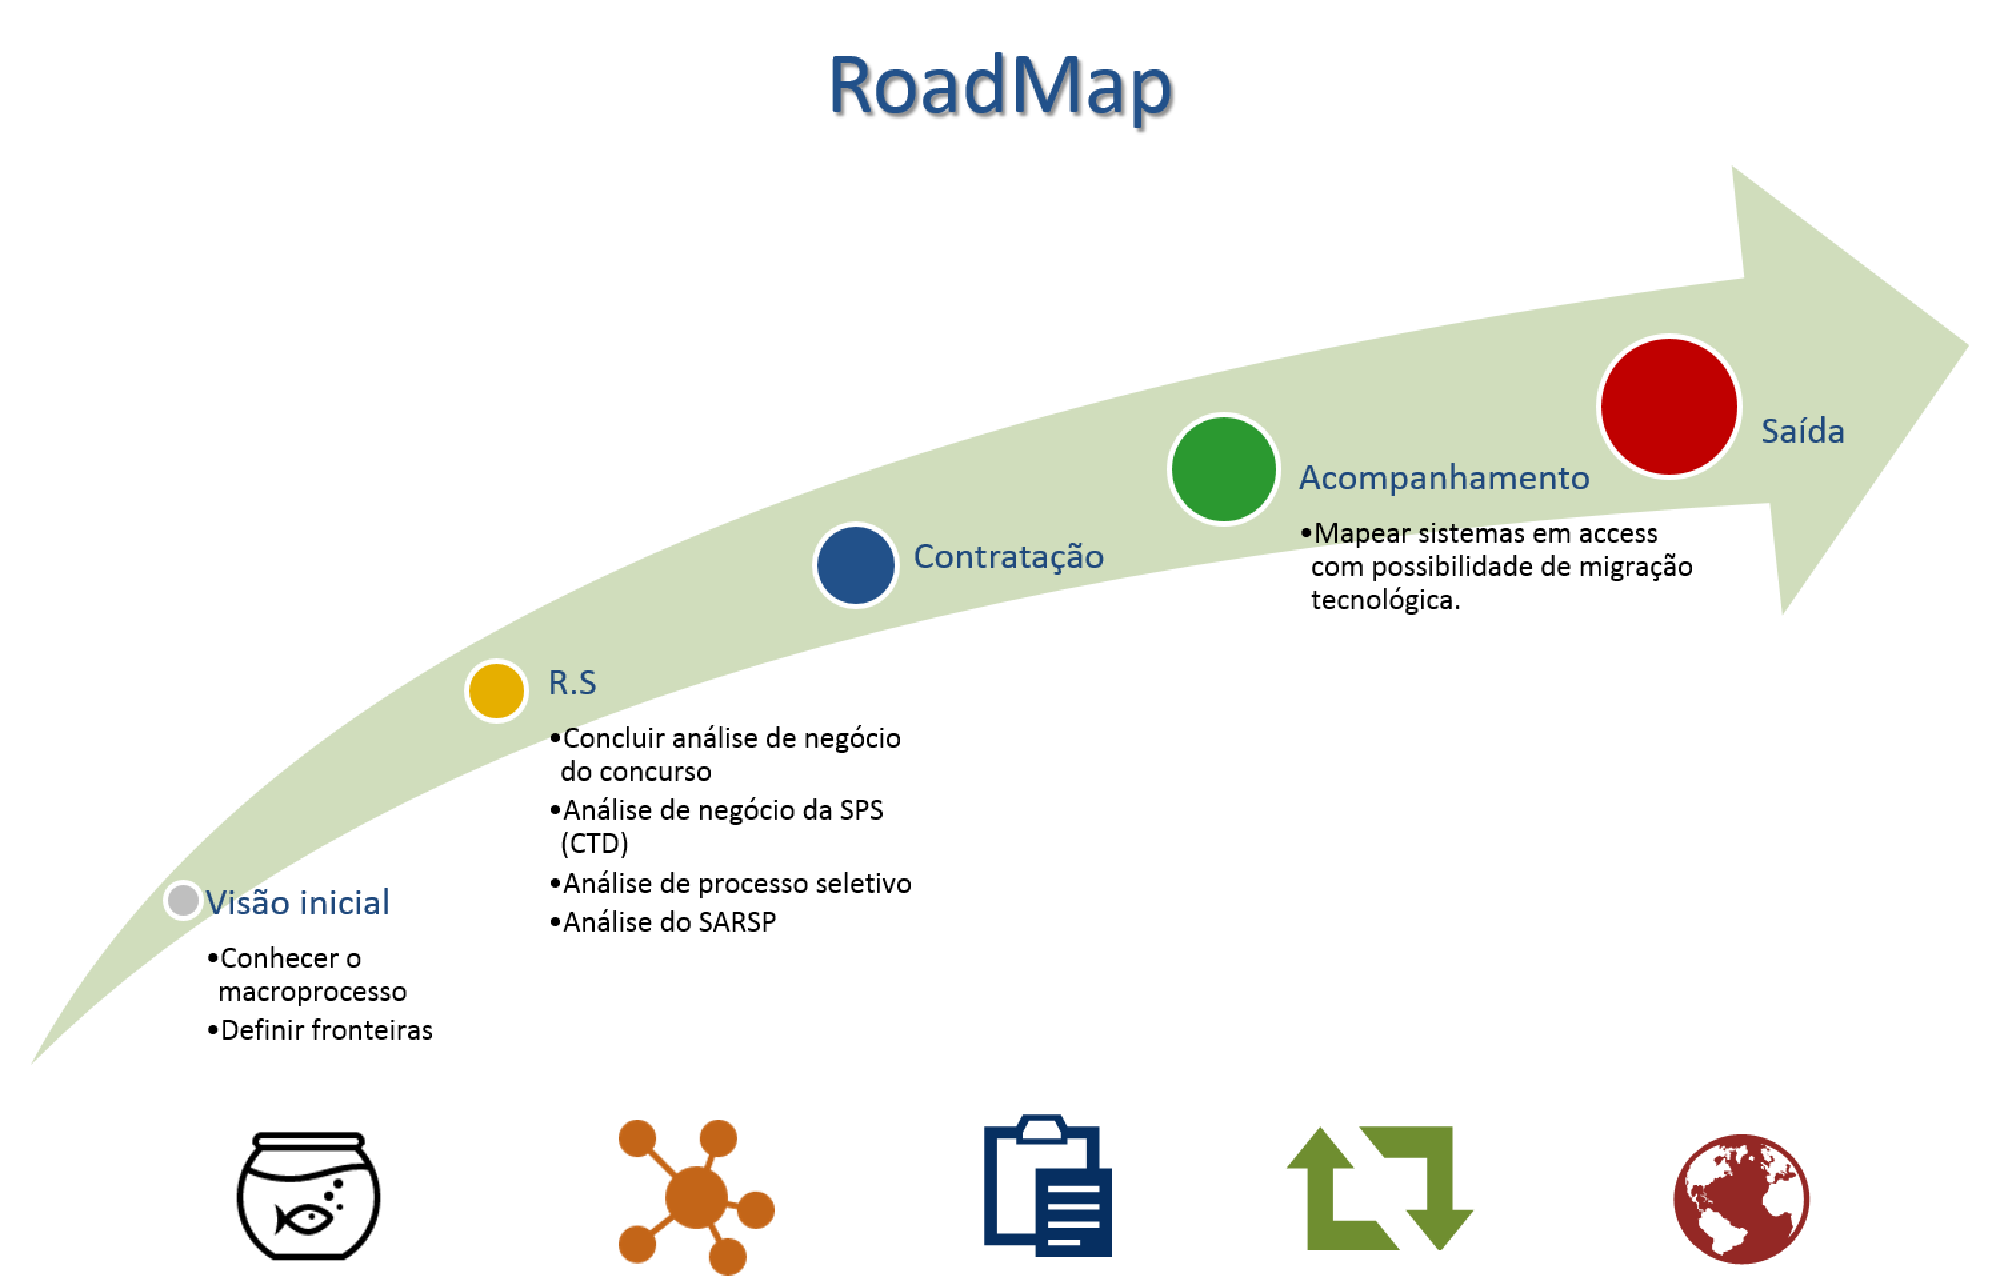 RoadMap
Visão inicial
•Conhecer o
macroprocesso
•Definir fronteiras
R.S
•Concluir análise de negócio
do concurso
•Análise de negócio da SPS
(CTD)
•Análise de processo seletivo
•Análise do SARSP
Contratação
Acompanhamento
•Mapear sistemas em access
com possibilidade de migração
tecnológica.
Saída